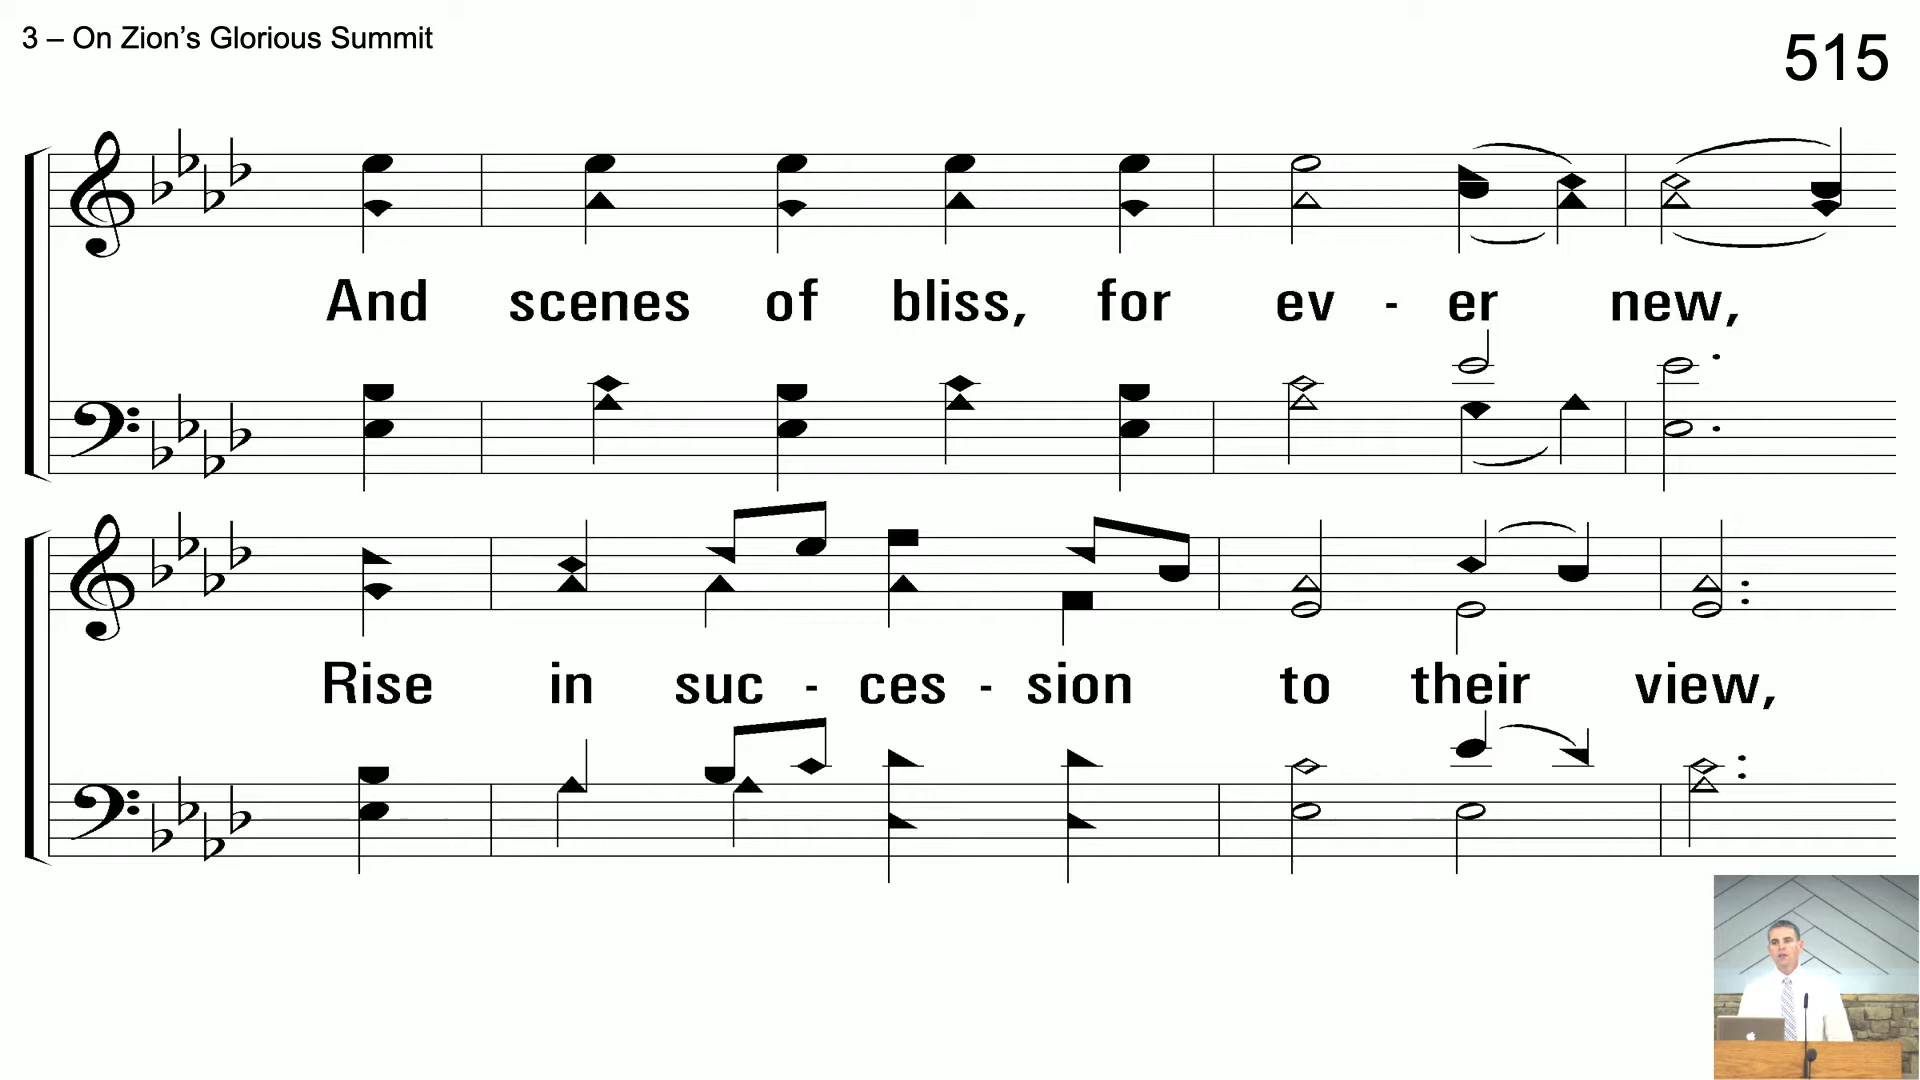 3 – On Zion’s Glorious Summit
515
And scenes of bliss, for ev - er new,
Rise in suc - ces - sion to their view,